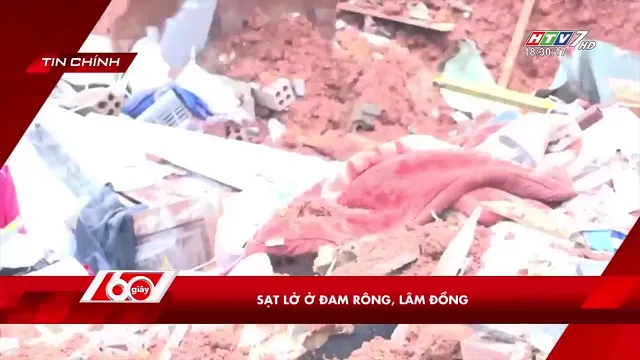 TIN CHÍNH
HTV7 HD
18:30:17
60 giây
SẠT LỞ Ở ĐAM RÔNG, LÂM ĐỒNG